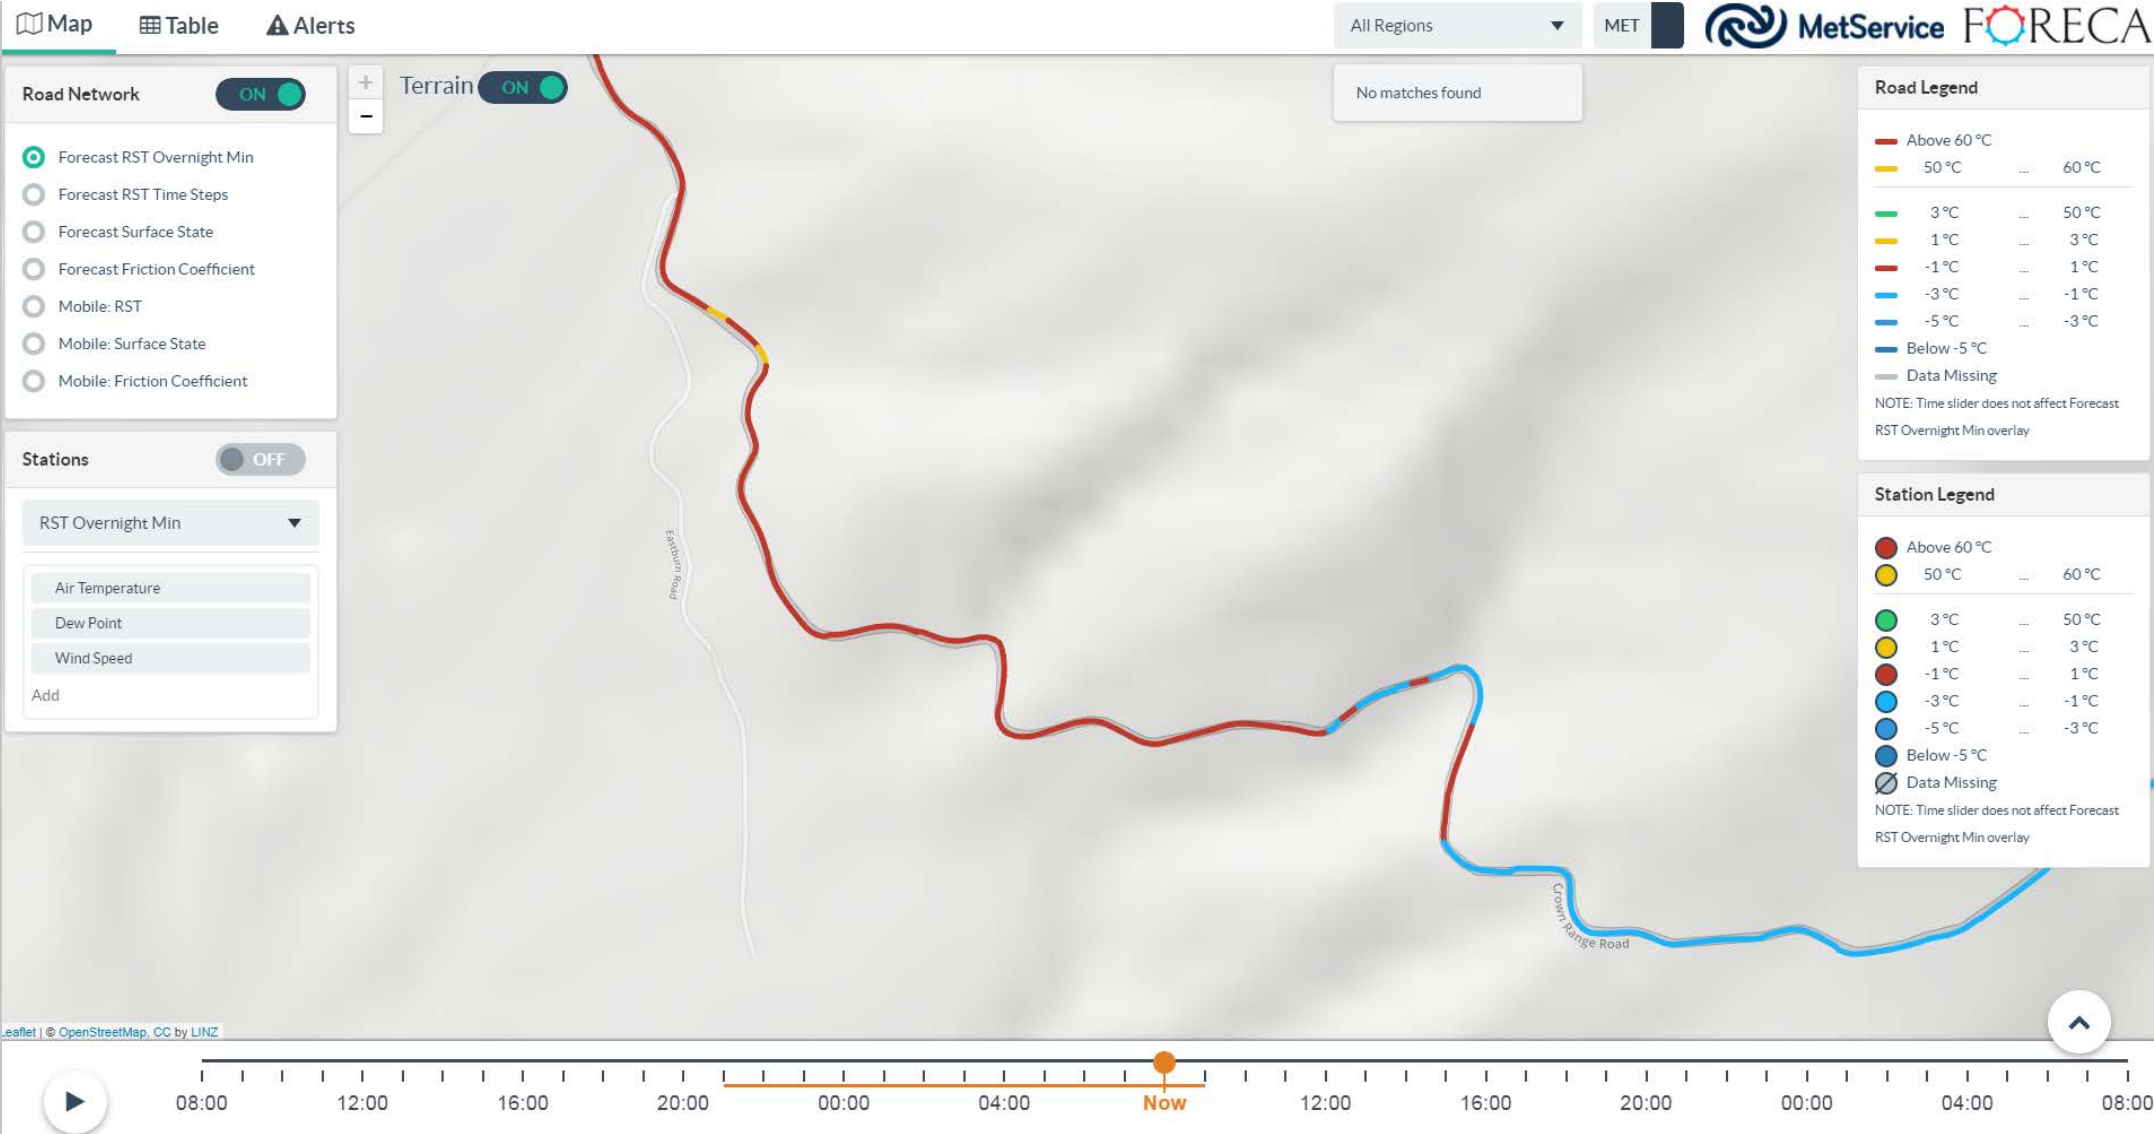 Map Table Alerts All Regions MET MetService FORECA
Road Network ON
Forecast RST Overnight Min
Forecast RST Time Steps
Forecast Surface State
Forecast Friction Coefficient
Mobile: RST
Mobile: Surface State
Mobile: Friction Coefficient
Stations OFF
RST Overnight Min
Air Temperature
Dew Point
Wind Speed
Add
+
-
Terrain ON
No matches found
Eastburn Road
Crown Range Road
Road Legend
Above 60 °C
50 °C ... 60 °C
3 °C ... 50 °C
1 °C ... 3 °C
-1 °C ... 1 °C
-3 °C ... -1 °C
-5 °C ... -3 °C
Below -5 °C
Data Missing
NOTE: Time slider does not affect Forecast
RST Overnight Min overlay
Station Legend
Above 60 °C
50 °C ... 60 °C
3 °C ... 50 °C
1 °C ... 3 °C
-1 °C ... 1 °C
-3 °C ... -1 °C
-5 °C ... -3 °C
Below -5 °C
Data Missing
NOTE: Time slider does not affect Forecast
RST Overnight Min overlay
Leaflet | © OpenStreetMap, CC by LINZ
08:00 12:00 16:00 20:00 00:00 04:00 Now 12:00 16:00 20:00 00:00 04:00 08:00